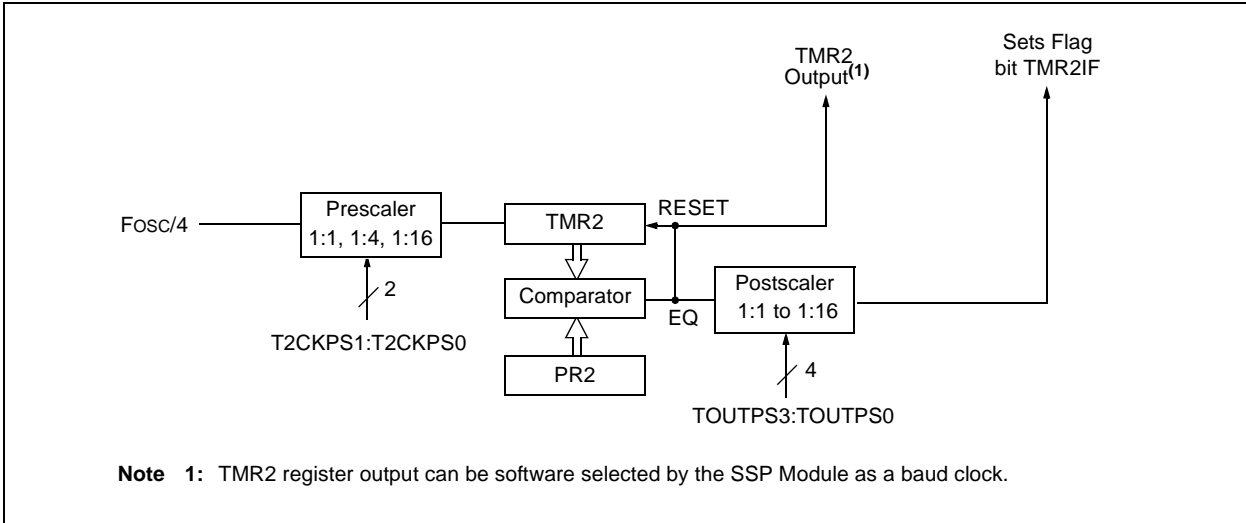 Sets Flag
bit TMR2IF
TMR2
Output(1)
FOSC/4
Prescaler
1:1, 1:4, 1:16
TMR2
RESET
2
Comparator
EQ
Postscaler
1:1 to 1:16
T2CKPS1:T2CKPS0
PR2
4
TOUTPS3:TOUTPS0
Note 1: TMR2 register output can be software selected by the SSP Module as a baud clock.